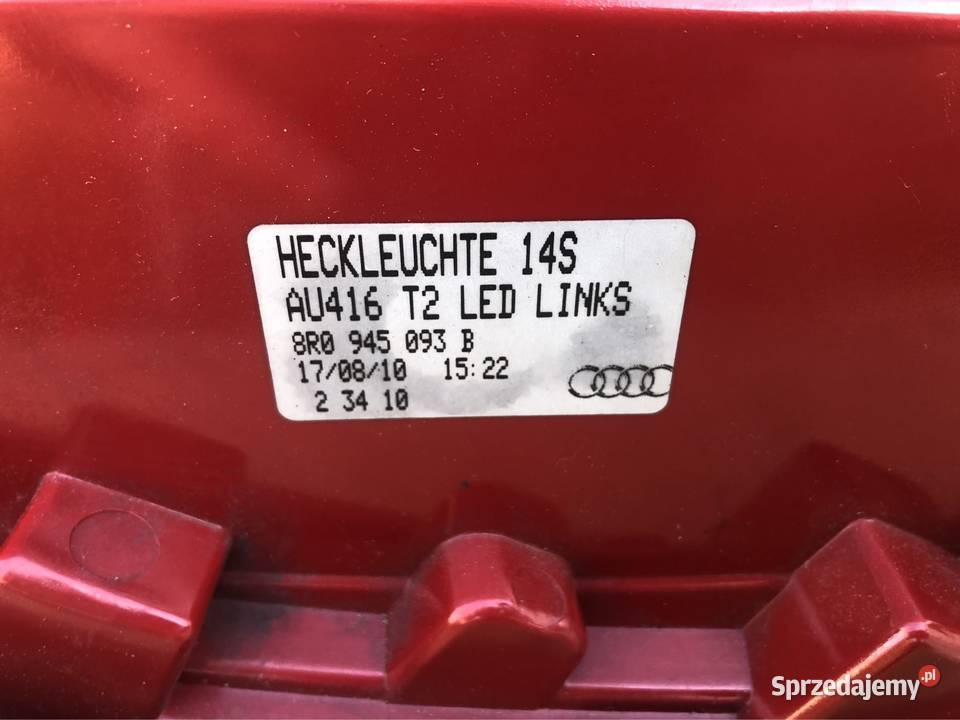 HECKLEUCHTE 14S
AU416 T2 LED LINKS
8R0 945 093 B
17/08/10 15:22
2 34 10
Sprzedajemy.pl